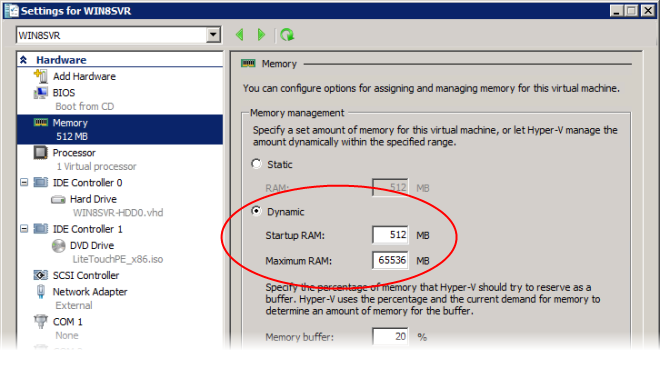 Settings for WIN8SVR
WIN8SVR
Hardware
Add Hardware
BIOS
Boot from CD
Memory
512 MB
Processor
1 Virtual processor
IDE Controller 0
Hard Drive
WIN8SVR-HDD0.vhd
IDE Controller 1
DVD Drive
LiteTouchPE_x86.iso
SCSI Controller
Network Adapter
External
COM 1
None
Memory
You can configure options for assigning and managing memory for this virtual machine.
Memory management
Specify a set amount of memory for this virtual machine, or let Hyper-V manage the
amount dynamically within the specified range.
Static
RAM: 512 MB
Dynamic
Startup RAM: 512 MB
Maximum RAM: 65536 MB
Specify the percentage of memory that Hyper-V should try to reserve as a
buffer. Hyper-V uses the percentage and the current demand for memory to
determine an amount of memory for the buffer.
Memory buffer: 20 %